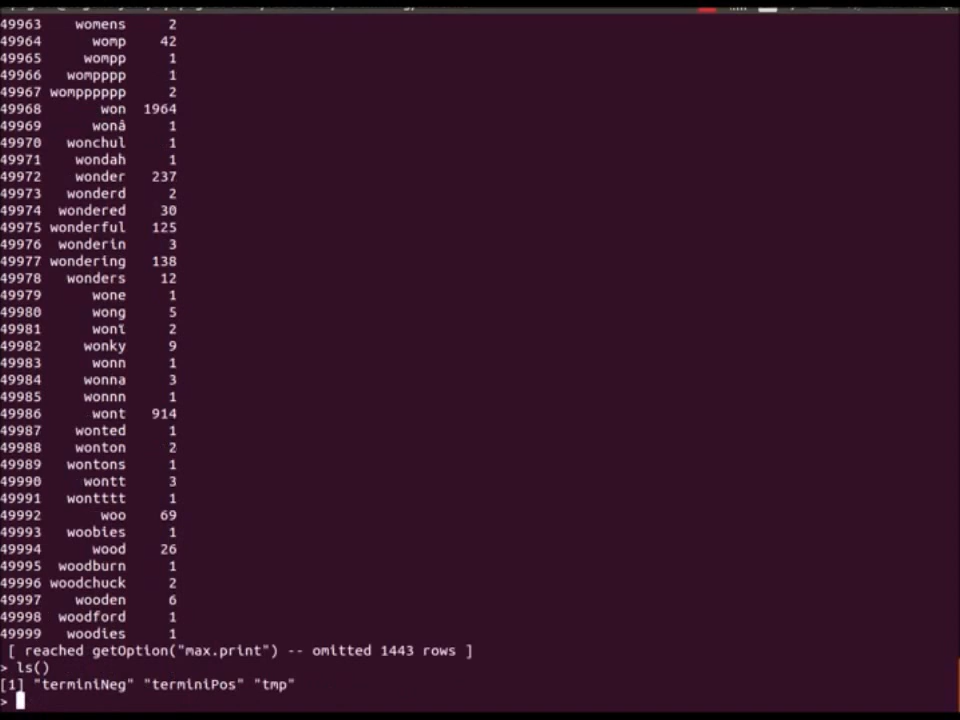 49963 womens 2
49964 womp 42
49965 wompp 1
49966 wompppp 1
49967 wompppppp 2
49968 won 1964
49969 wonâ 1
49970 wonchul 1
49971 wondah 1
49972 wonder 237
49973 wonderd 2
49974 wondered 30
49975 wonderful 125
49976 wonderin 3
49977 wondering 138
49978 wonders 12
49979 wone 1
49980 wong 5
49981 wonï 2
49982 wonky 9
49983 wonn 1
49984 wonna 3
49985 wonnn 1
49986 wont 914
49987 wonted 1
49988 wonton 2
49989 wontons 1
49990 wontt 3
49991 wontttt 1
49992 woo 69
49993 woobies 1
49994 wood 26
49995 woodburn 1
49996 woodchuck 2
49997 wooden 6
49998 woodford 1
49999 woodies 1
[ reached getOption("max.print") -- omitted 1443 rows ]
> ls()
[1] "terminiNeg" "terminiPos" "tmp"
>